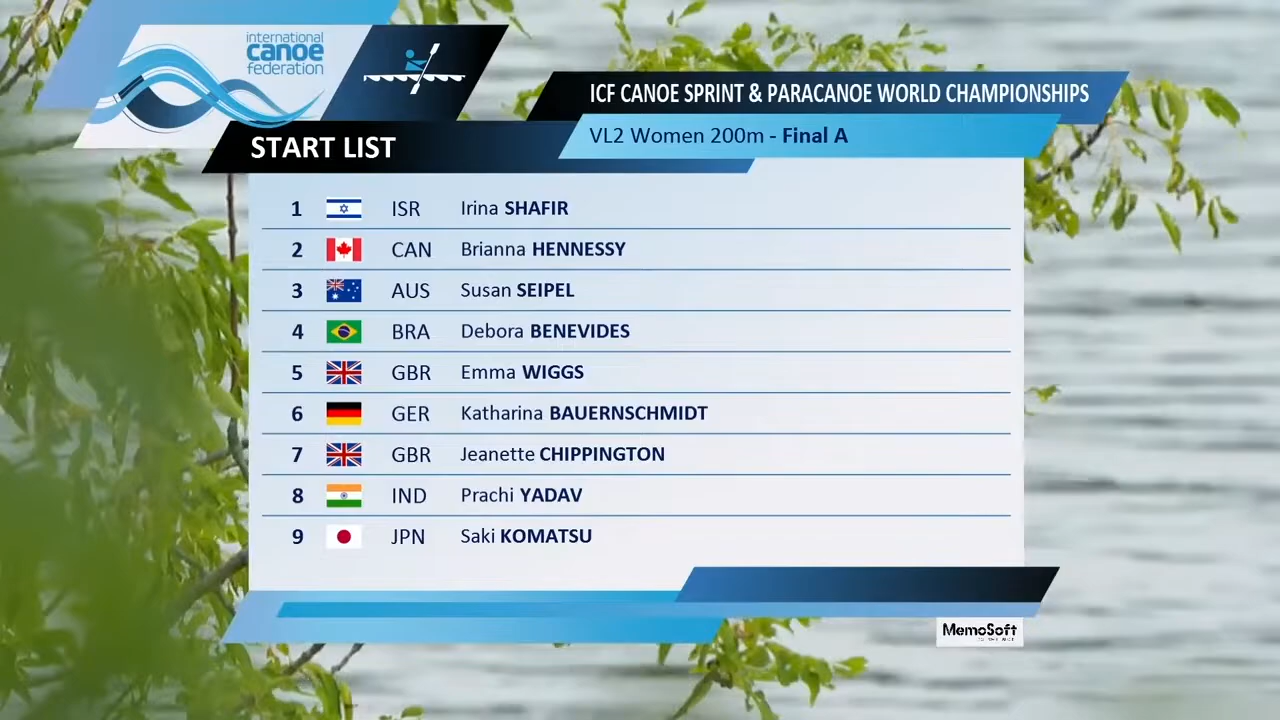 international
canoe
federation
ICF CANOE SPRINT & PARACANOE WORLD CHAMPIONSHIPS
START LIST
VL2 Women 200m - Final A
1 ISR Irina SHAFIR
2 CAN Brianna HENNESSY
3 AUS Susan SEIPEL
4 BRA Debora BENEVIDES
5 GBR Emma WIGGS
6 GER Katharina BAUERNSCHMIDT
7 GBR Jeanette CHIPPINGTON
8 IND Prachi YADAV
9 JPN Saki KOMATSU
MemoSoft